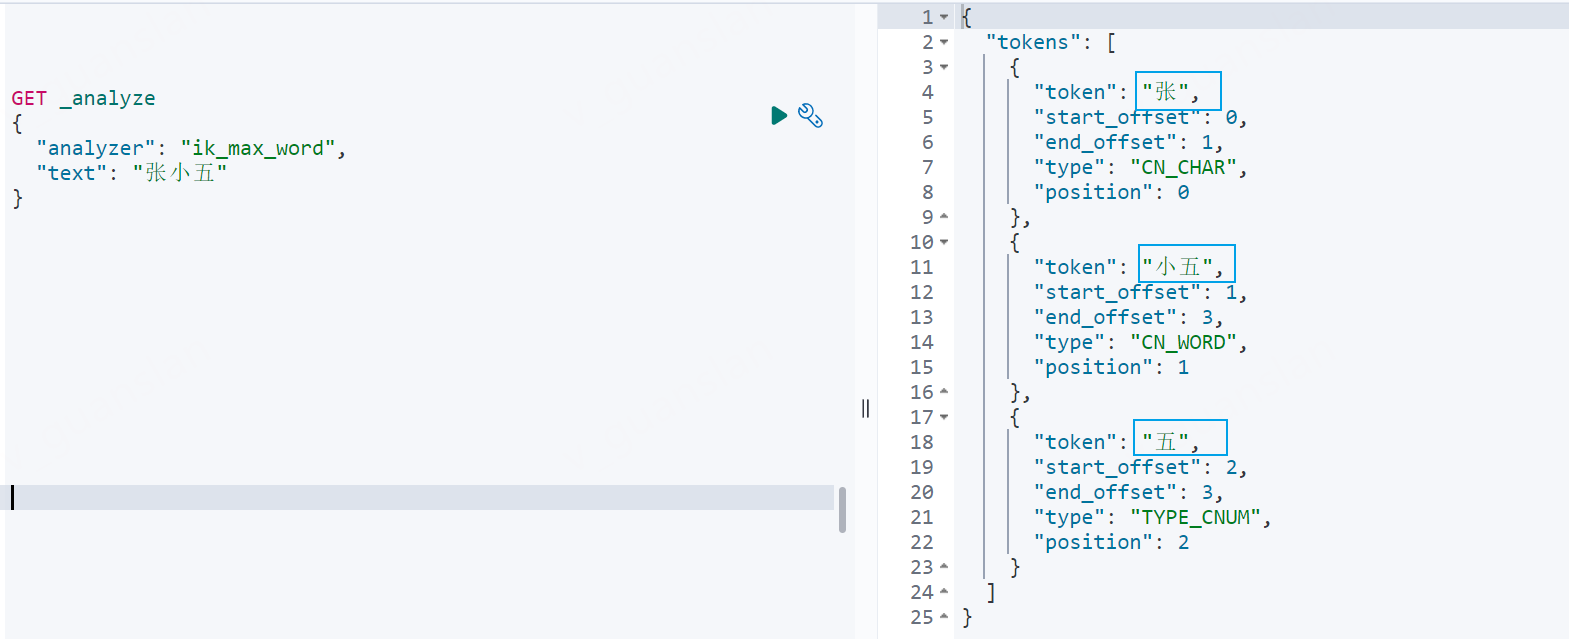 GET _analyze
{
  "analyzer": "ik_max_word",
  "text": "张小五"
}
1 {
2   "tokens": [
3     {
4       "token": "张",
5       "start_offset": 0,
6       "end_offset": 1,
7       "type": "CN_CHAR",
8       "position": 0
9     },
10     {
11       "token": "小五",
12       "start_offset": 1,
13       "end_offset": 3,
14       "type": "CN_WORD",
15       "position": 1
16     },
17     {
18       "token": "五",
19       "start_offset": 2,
20       "end_offset": 3,
21       "type": "TYPE_CNUM",
22       "position": 2
23     }
24   ]
25 }